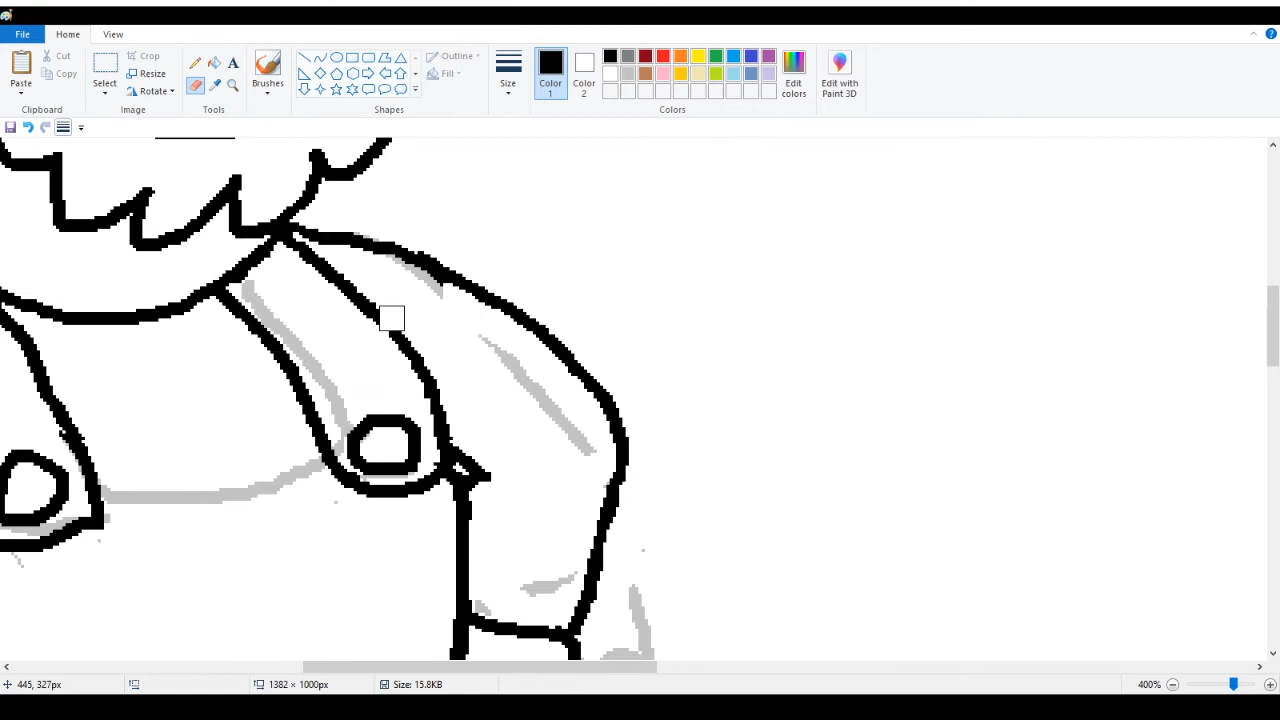 File Home View
Paste
Cut
Copy
Clipboard
Select
Crop
Resize
Rotate
Image
Tools
Brushes
Shapes
Outline
Fill
Size
Color 1
Color 2
Edit colors
Colors
Edit with Paint 3D
445, 327px 1382 × 1000px Size: 15.8KB 400%